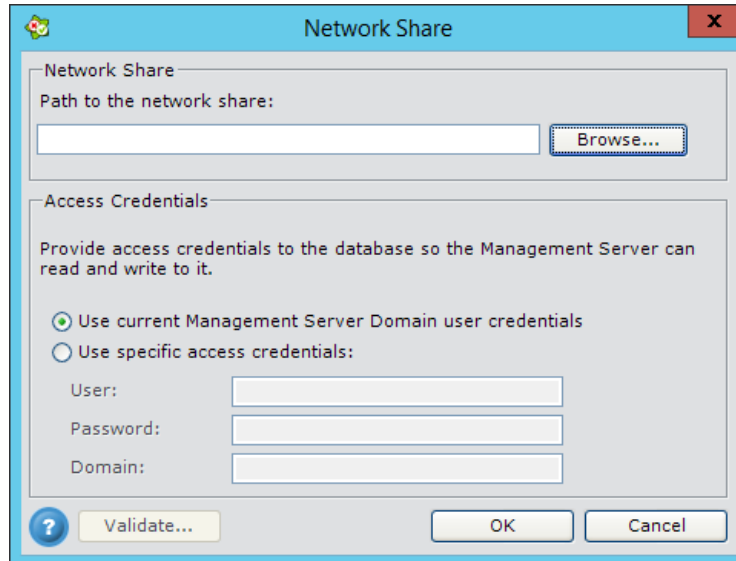 Network Share
X
Network Share
Path to the network share:
Browse...
Access Credentials
Provide access credentials to the database so the Management Server can
read and write to it.
Use current Management Server Domain user credentials
Use specific access credentials:
User:
Password:
Domain:
? Validate... OK Cancel